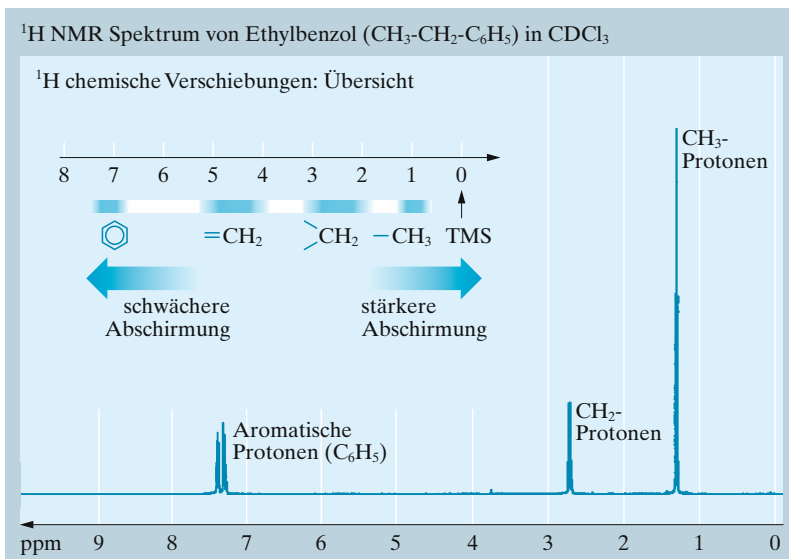 ¹H NMR Spektrum von Ethylbenzol (CH₃-CH₂-C₆H₅) in CDCl₃
¹H chemische Verschiebungen: Übersicht
8 7 6 5 4 3 2 1 0
=CH₂ >CH₂ –CH₃ TMS
schwächere
Abschirmung
stärkere
Abschirmung
CH₃-
Protonen
CH₂-
Protonen
Aromatische
Protonen (C₆H₅)
ppm 9 8 7 6 5 4 3 2 1 0